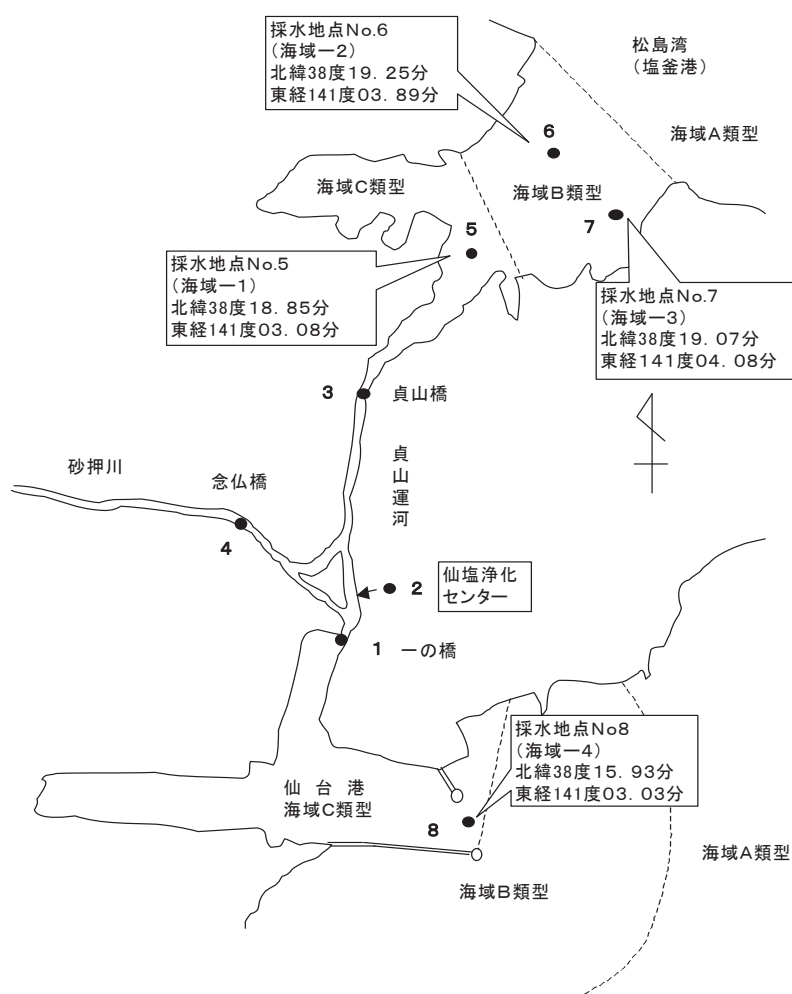 採水地点No.6
(海域ー2)
北緯38度19. 25分
東経141度03. 89分
松島湾
(塩釜港)
海域A類型
6
海域C類型
海域B類型
5
7
採水地点No.5
(海域ー1)
北緯38度18. 85分
東経141度03. 08分
採水地点No.7
(海域ー3)
北緯38度19. 07分
東経141度04. 08分
3
貞山橋
貞山運河
砂押川
念仏橋
4
2
仙塩浄化
センター
1
一の橋
採水地点No8
(海域ー4)
北緯38度15. 93分
東経141度03. 03分
仙台港
海域C類型
8
海域A類型
海域B類型